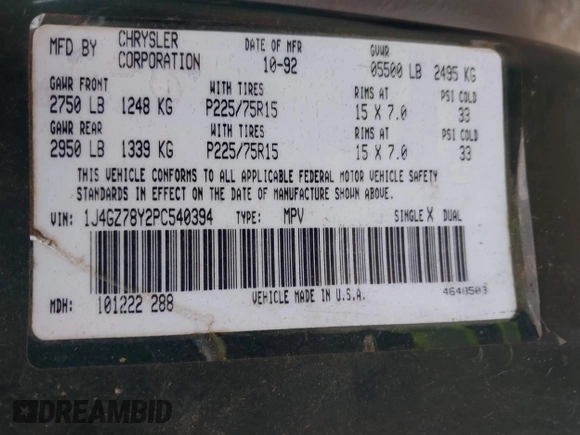 MFD BY CHRYSLER CORPORATION DATE OF MFR 10-92 GVWR 05500 LB 2495 KG
GAWR FRONT WITH TIRES RIMS AT PSI COLD
2750 LB 1248 KG P225/75R15 15 X 7.0 33
GAWR REAR WITH TIRES RIMS AT PSI COLD
2950 LB 1339 KG P225/75R15 15 X 7.0 33
THIS VEHICLE CONFORMS TO ALL APPLICABLE FEDERAL MOTOR VEHICLE SAFETY
STANDARDS IN EFFECT ON THE DATE OF MANUFACTURE SHOWN ABOVE.
VIN: 1J4GZ78Y2PC540394 TYPE: MPV SINGLE X DUAL
MDH: 101222 288 VEHICLE MADE IN U.S.A. 4648503
DREAMBID